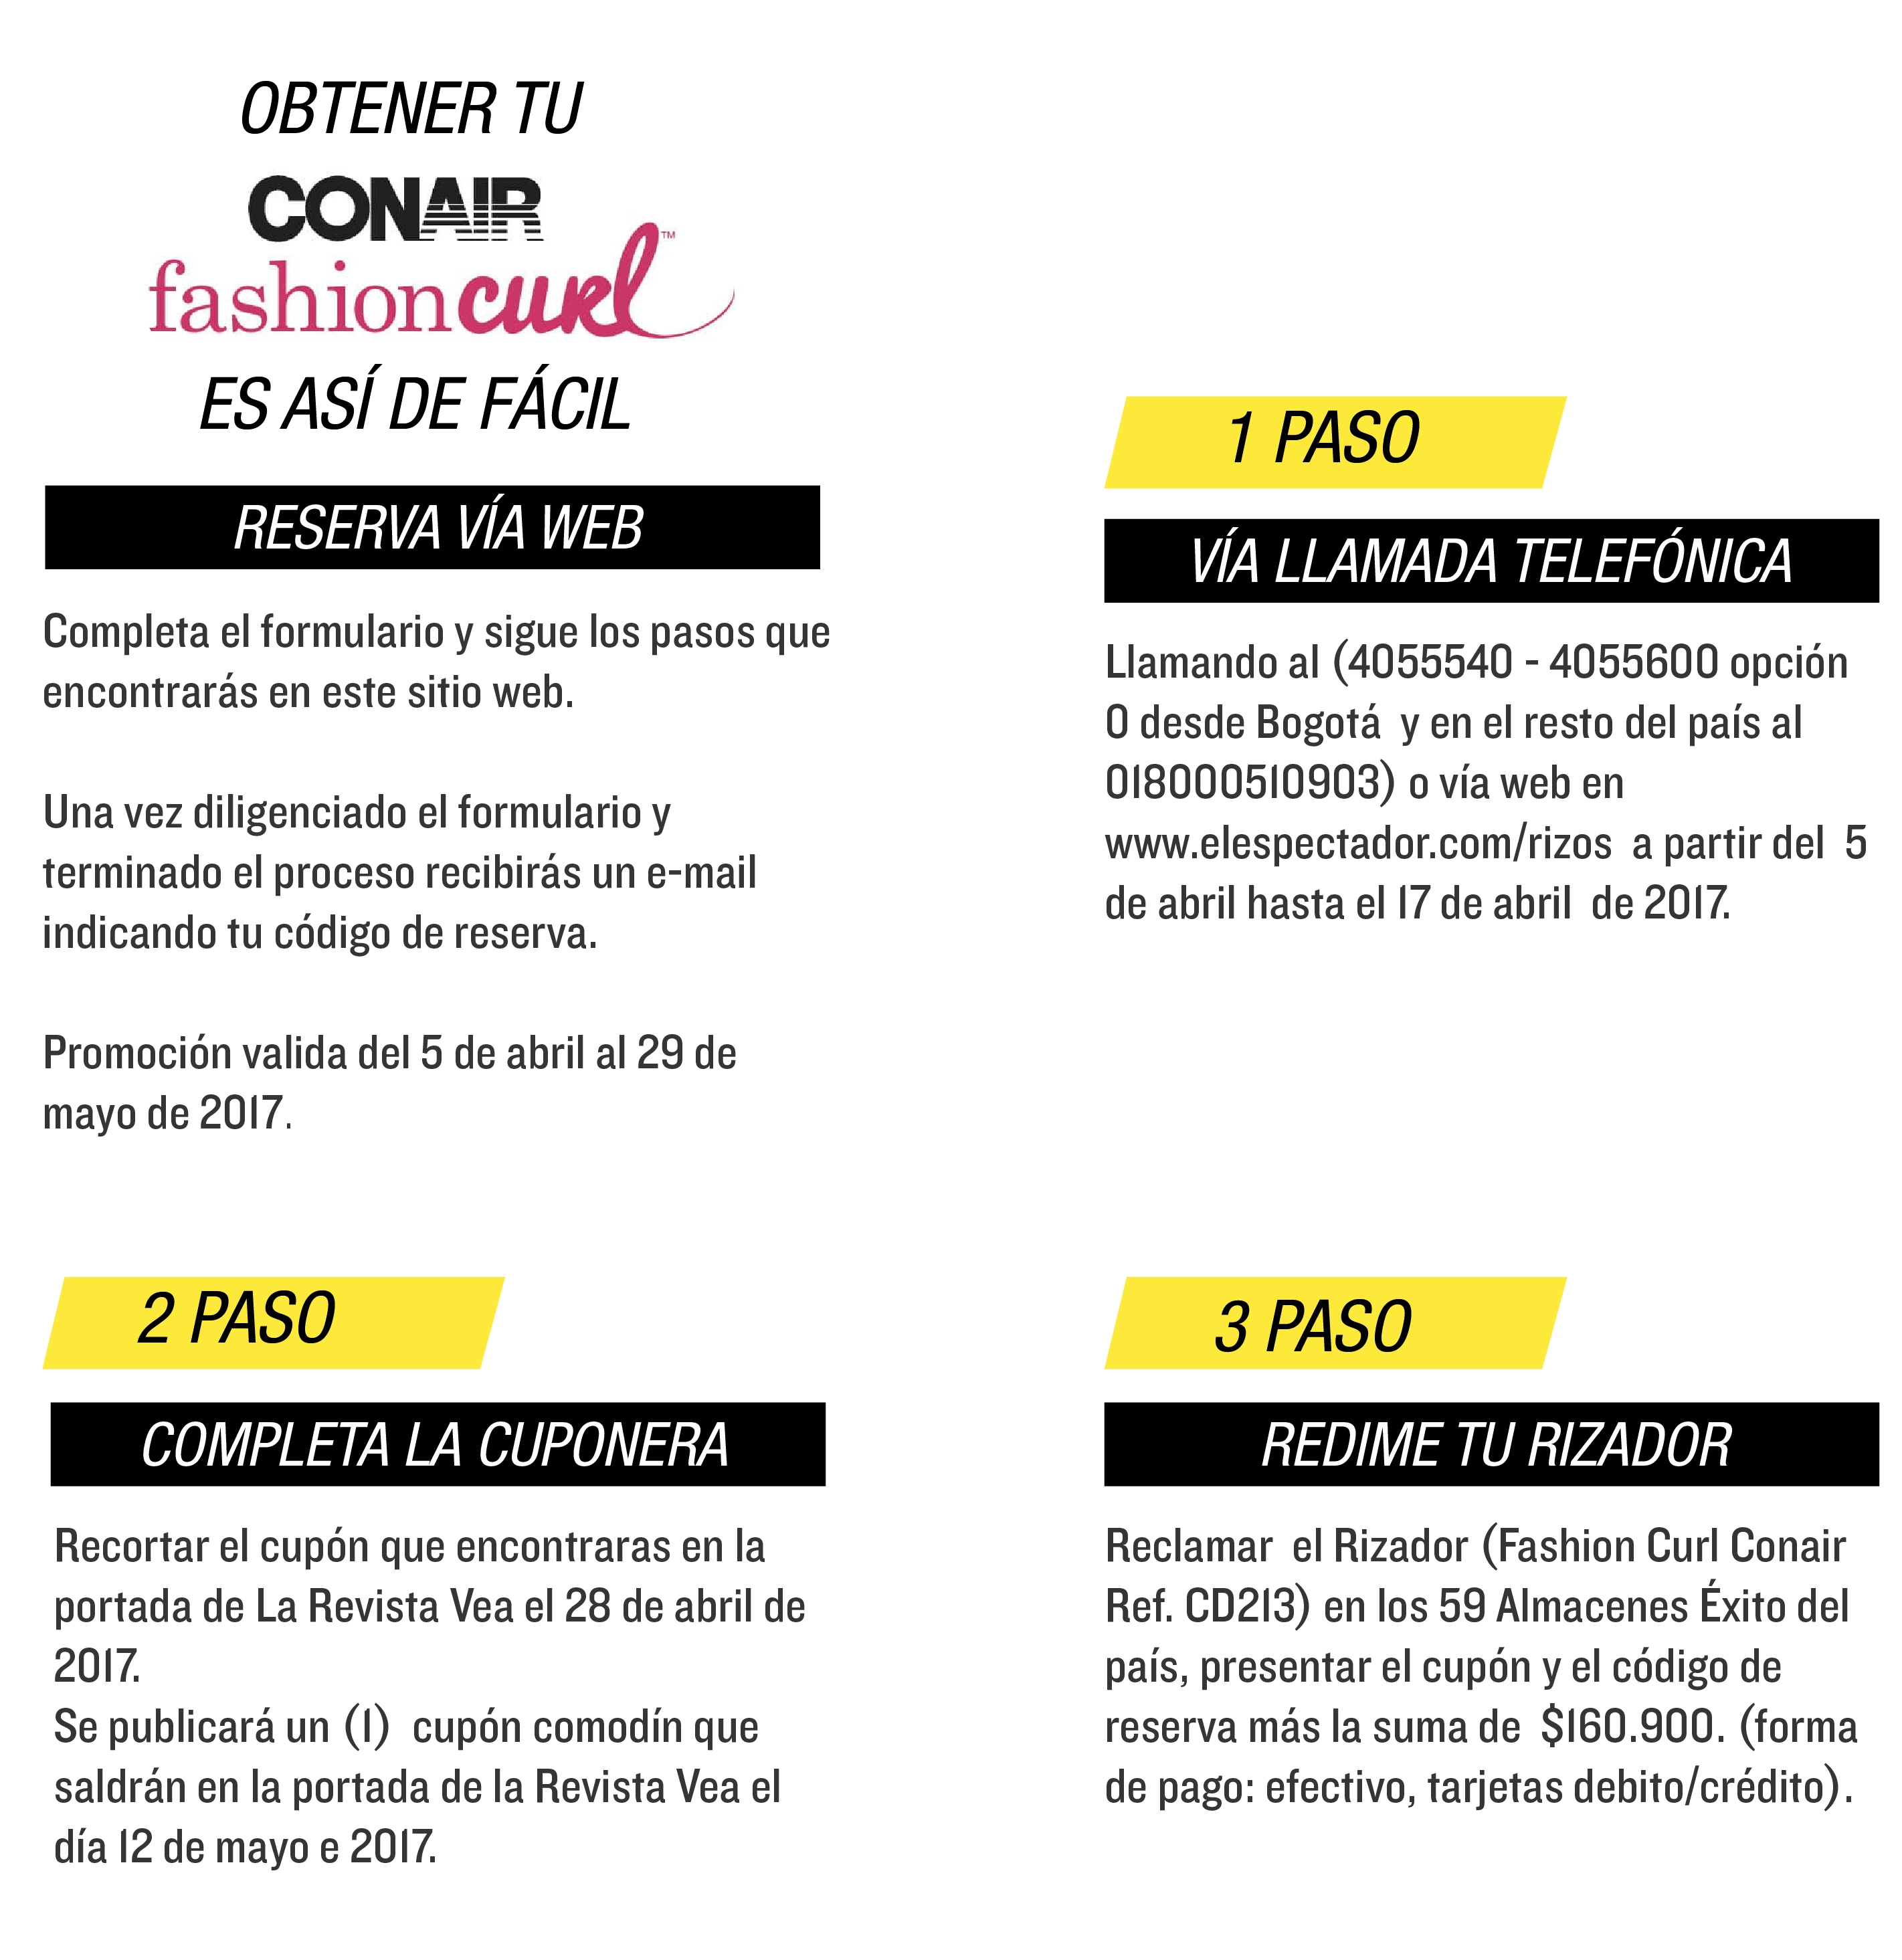 OBTENER TU
CONAIR
fashioncurl™
ES ASÍ DE FÁCIL
RESERVA VÍA WEB
Completa el formulario y sigue los pasos que
encontrarás en este sitio web.
Una vez diligenciado el formulario y
terminado el proceso recibirás un e-mail
indicando tu código de reserva.
Promoción valida del 5 de abril al 29 de
mayo de 2017.
1 PASO
VÍA LLAMADA TELEFÓNICA
Llamando al (4055540 - 4055600 opción
0 desde Bogotá y en el resto del país al
018000510903) o vía web en
www.elespectador.com/rizos a partir del 5
de abril hasta el 17 de abril de 2017.
2 PASO
COMPLETA LA CUPONERA
Recortar el cupón que encontraras en la
portada de La Revista Vea el 28 de abril de
2017.
Se publicará un (1) cupón comodín que
saldrán en la portada de la Revista Vea el
día 12 de mayo e 2017.
3 PASO
REDIME TU RIZADOR
Reclamar el Rizador (Fashion Curl Conair
Ref. CD213) en los 59 Almacenes Éxito del
país, presentar el cupón y el código de
reserva más la suma de $160.900. (forma
de pago: efectivo, tarjetas debito/crédito).